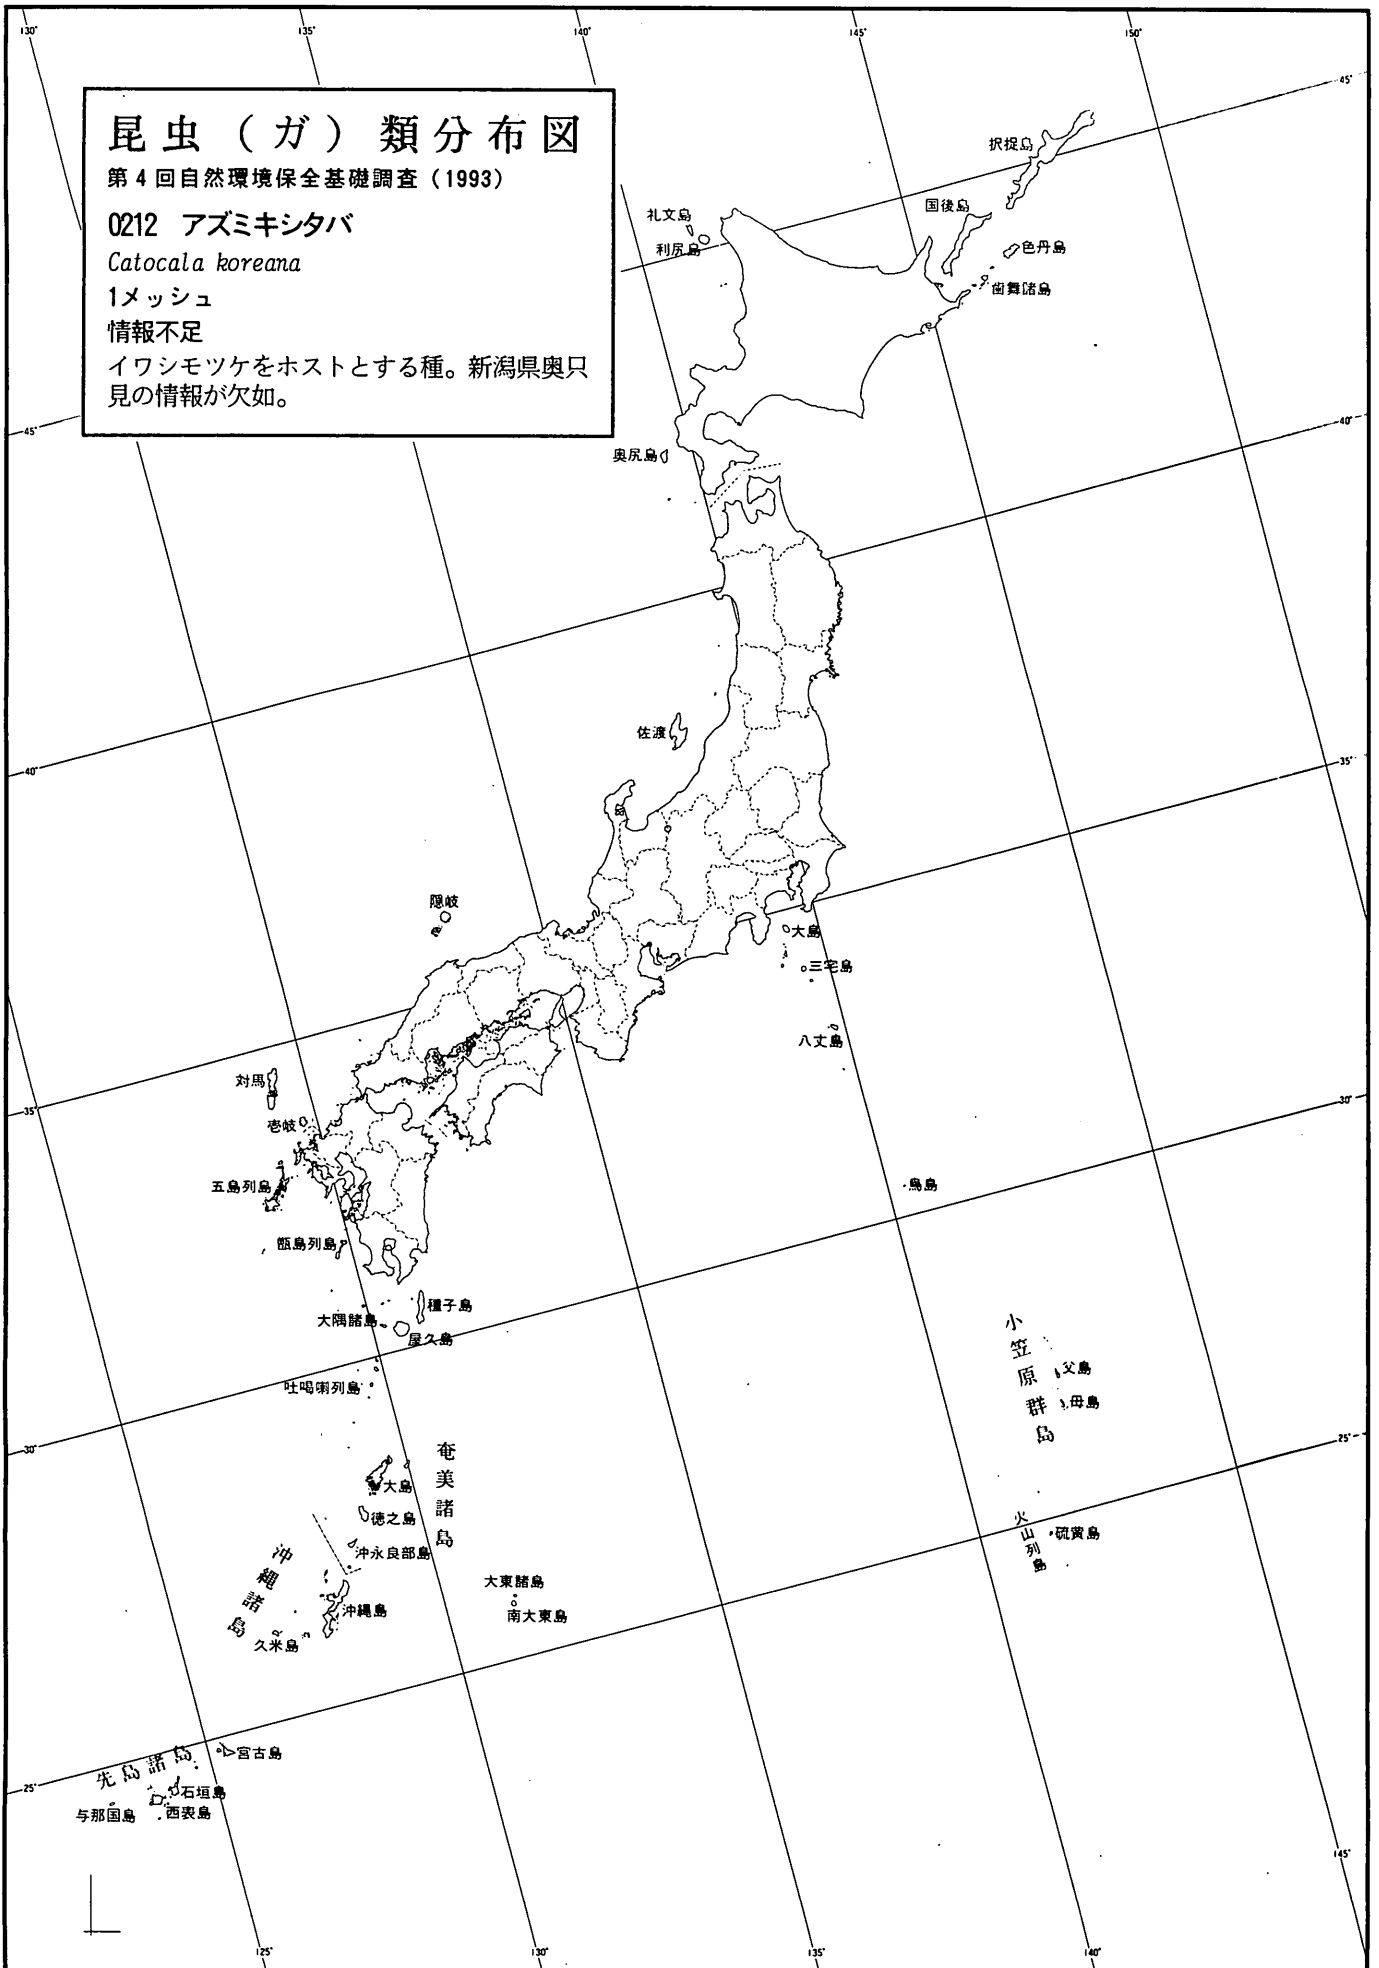 130°
135°
140°
145°
150°
昆虫（ガ）類分布図
第4回自然環境保全基礎調査（1993）
0212 アズミキシタバ
Catocala koreana
1メッシュ
情報不足
イワシモツケをホストとする種。新潟県奥只
見の情報が欠如。
45°
択捉島
国後島
礼文島
利尻島
色丹島
歯舞諸島
45°
40°
奥尻島
佐渡
40°
35°
隠岐
大島
三宅島
八丈島
対馬
35°
壱岐
30°
五島列島
鳥島
甑島列島
種子島
大隅諸島
屋久島
小笠原群島
父島
母島
吐喝喇列島
30°
25°
奄美諸島
大島
徳之島
沖永良部島
火山列島
硫黄島
沖縄諸島
沖縄島
久米島
大東諸島
南大東島
先島諸島
宮古島
25°
石垣島
与那国島
西表島
145°
125°
130°
135°
140°